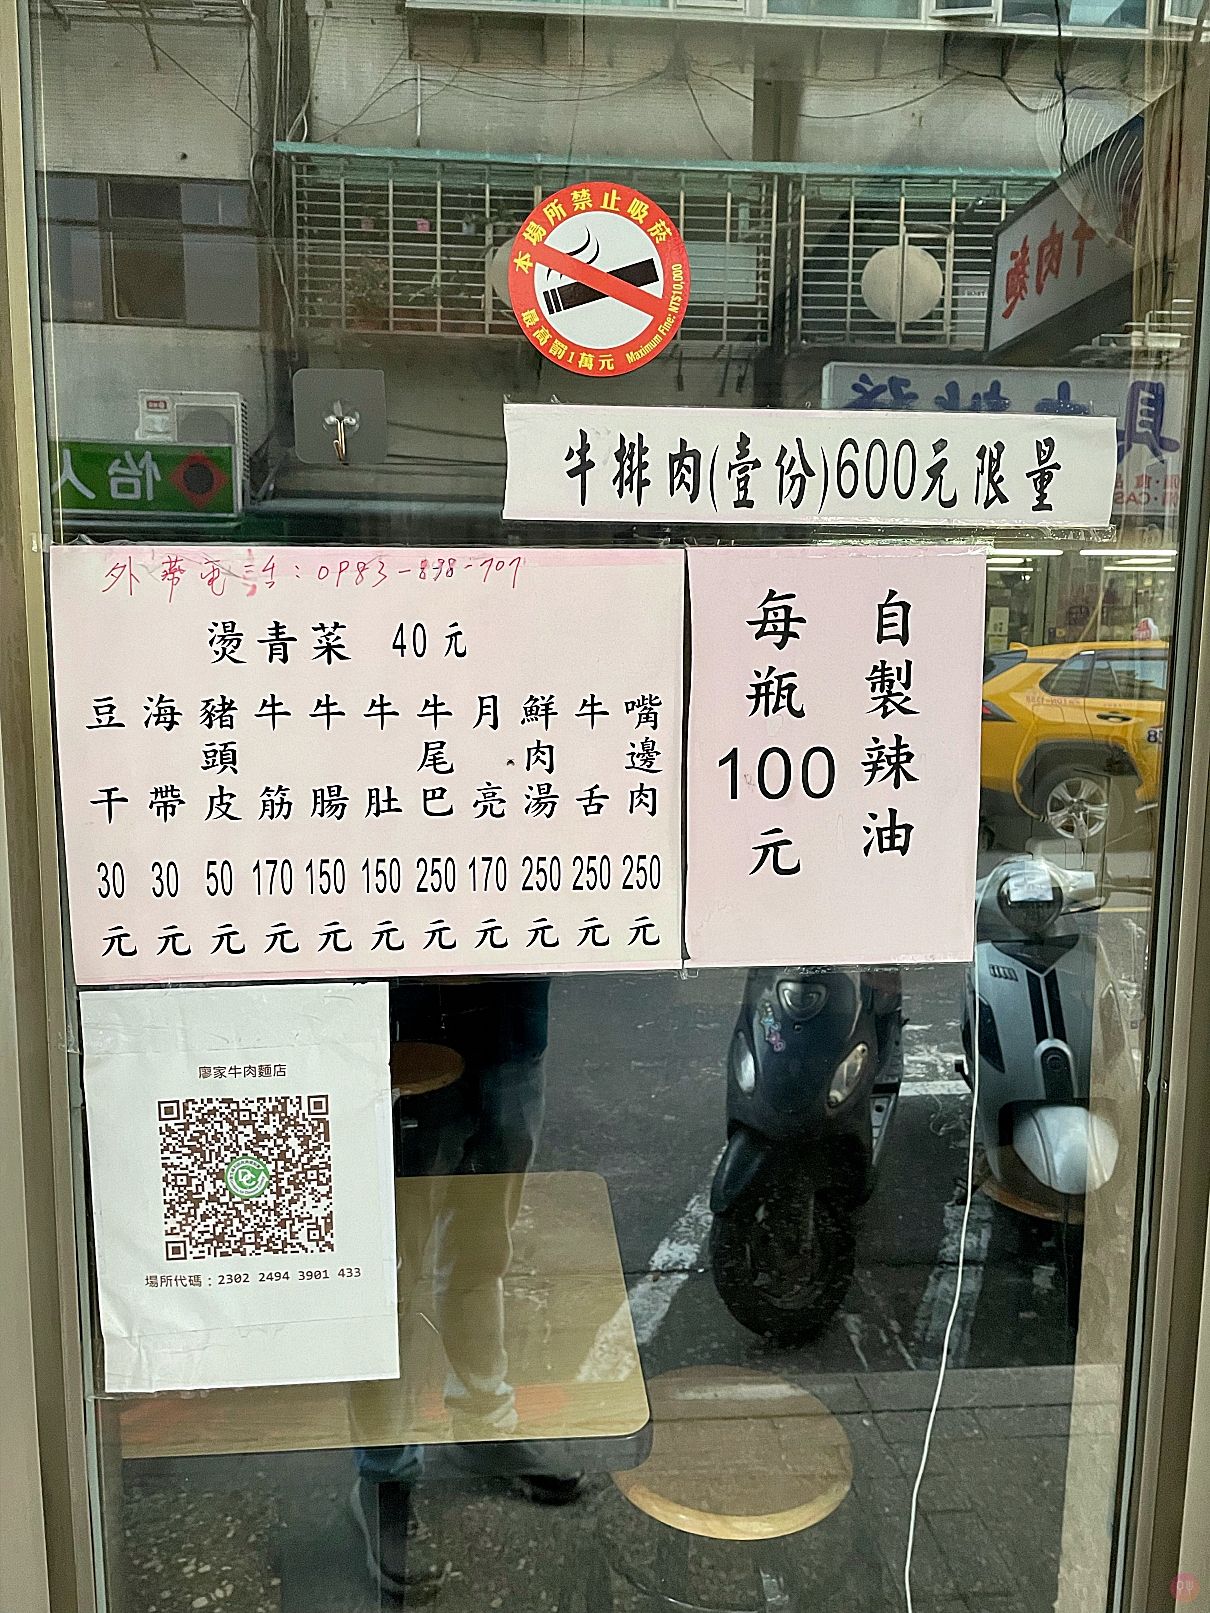 本場所禁止吸菸
最高罰1萬元 Maximum Fine: NT$10,000
牛肉麵
怡人
牛排肉(壹份)600元限量
外帶電話：0983-898-707
燙青菜 40元
豆干 30元
海帶 30元
豬頭皮 50元
牛筋 170元
牛腸 150元
牛肚 150元
牛尾巴 250元
月亮 170元
鮮肉湯 250元
牛舌 250元
嘴邊肉 250元
自製辣油
每瓶100元
廖家牛肉麵店
場所代碼：2302 2494 3901 433